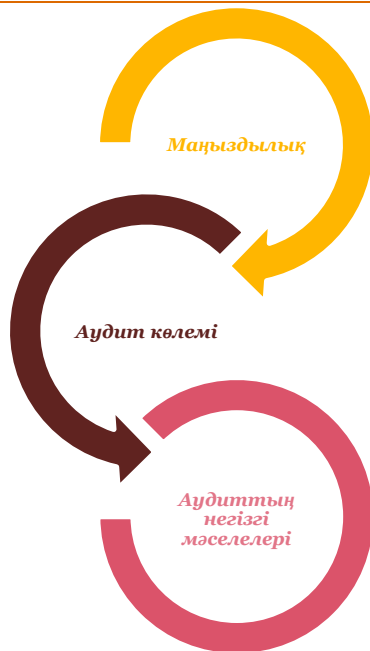 Маңыздылық
Аудит көлемі
Аудиттың
негізгі
мәселелері